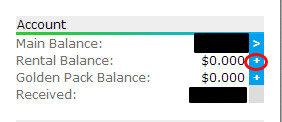 Account
Main Balance: >
Rental Balance: $0.000 +
Golden Pack Balance: $0.000 +
Received: